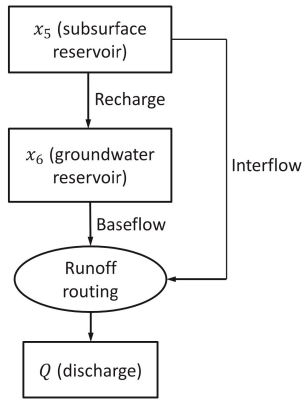 x₅ (subsurface
reservoir)
Recharge
x₆ (groundwater
reservoir)
Interflow
Baseflow
Runoff
routing
Q (discharge)